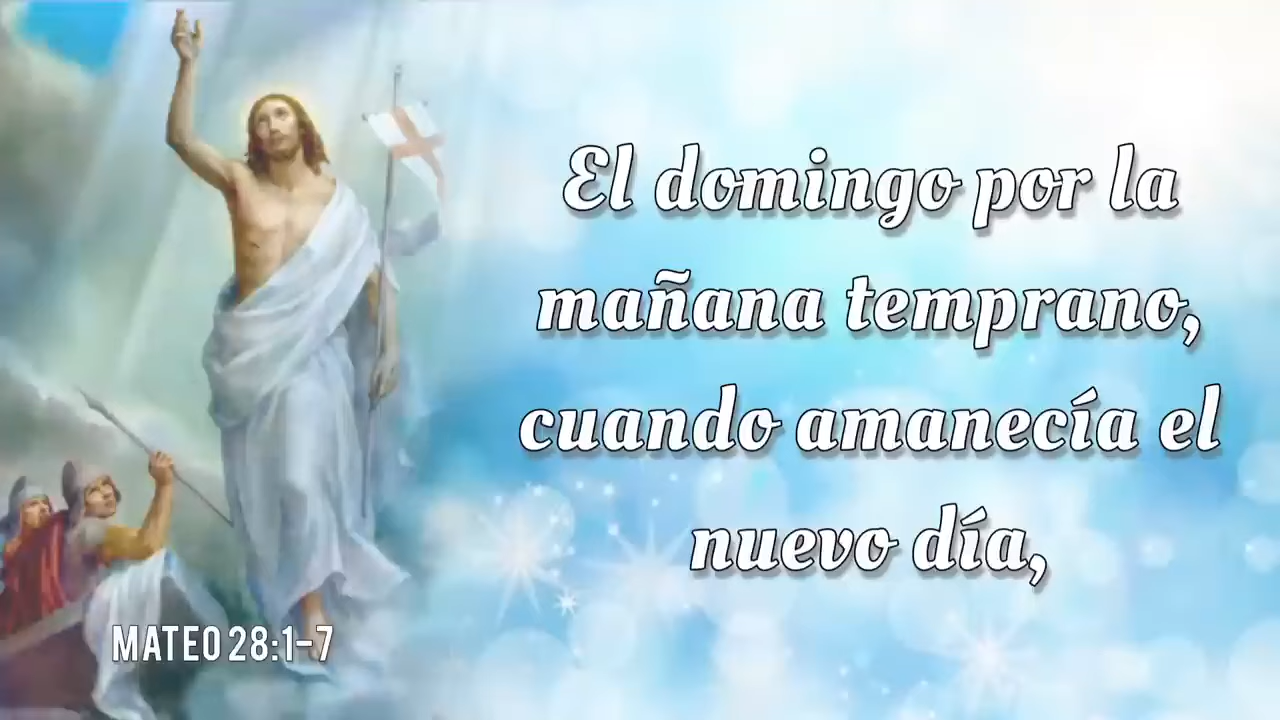 El domingo por la
mañana temprano,
cuando amanecía el
nuevo día,
MATEO 28:1-7